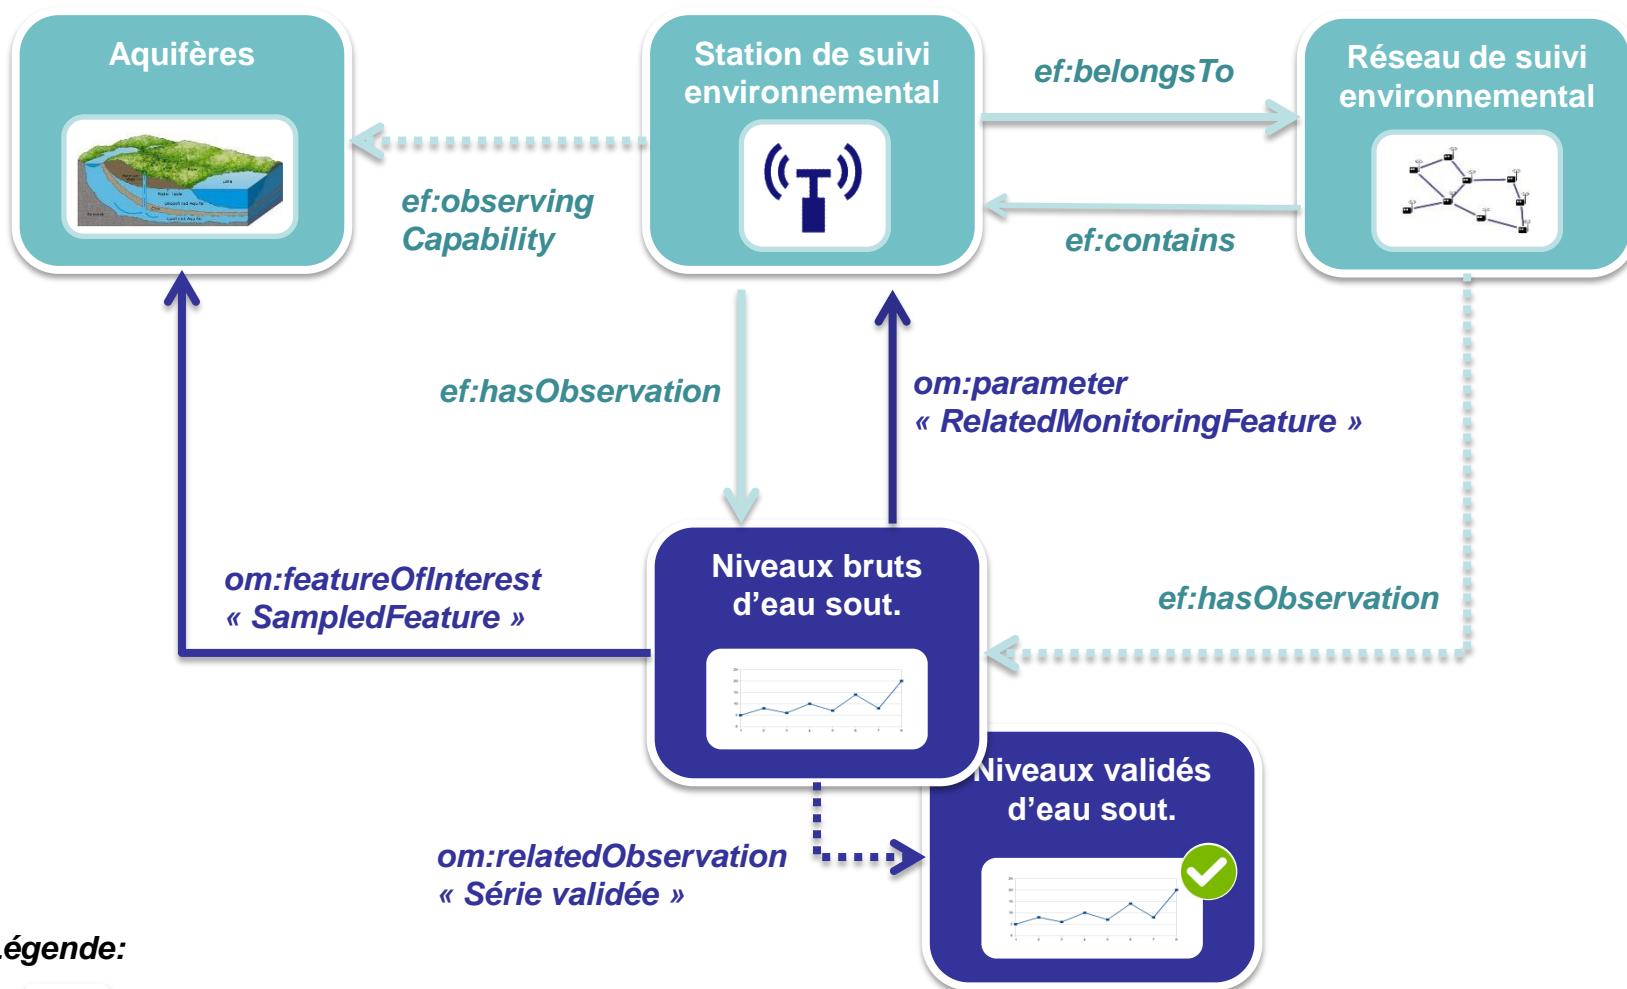 Aquifères
Station de suivi
environnemental
ef:belongsTo
Réseau de suivi
environnemental
ef:observing
Capability
ef:contains
ef:hasObservation
om:parameter
« RelatedMonitoringFeature »
om:featureOfInterest
« SampledFeature »
Niveaux bruts
d’eau sout.
ef:hasObservation
Niveaux validés
d’eau sout.
om:relatedObservation
« Série validée »
Légende: